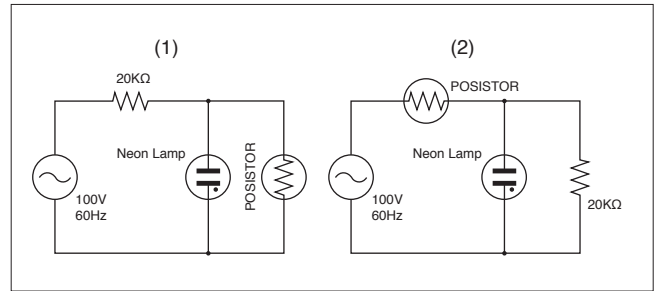 (1)
20KΩ
Neon Lamp
POSISTOR
100V
60Hz
(2)
POSISTOR
Neon Lamp
20KΩ
100V
60Hz